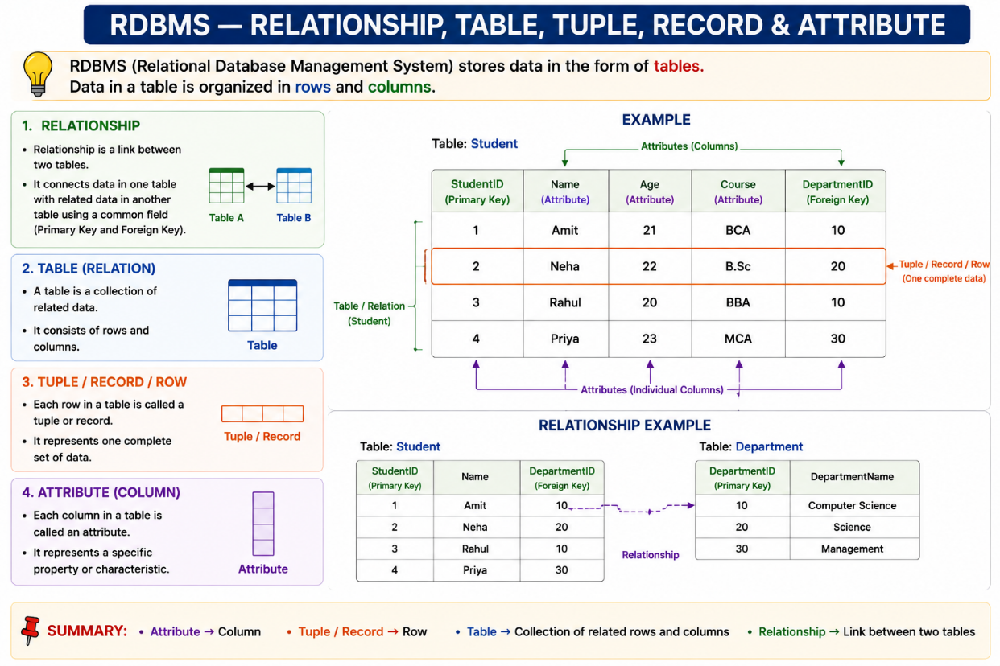 RDBMS — RELATIONSHIP, TABLE, TUPLE, RECORD & ATTRIBUTE
RDBMS (Relational Database Management System) stores data in the form of tables.
Data in a table is organized in rows and columns.
1. RELATIONSHIP
• Relationship is a link between
two tables.
• It connects data in one table
with related data in another
table using a common field
(Primary Key and Foreign Key).
Table A
Table B
2. TABLE (RELATION)
• A table is a collection of
related data.
• It consists of rows and
columns.
Table
3. TUPLE / RECORD / ROW
• Each row in a table is called a
tuple or record.
• It represents one complete
set of data.
Tuple / Record
4. ATTRIBUTE (COLUMN)
• Each column in a table is
called an attribute.
• It represents a specific
property or characteristic.
Attribute
EXAMPLE
Table: Student
Attributes (Columns)
StudentID Name Age Course DepartmentID
(Primary Key) (Attribute) (Attribute) (Attribute) (Foreign Key)
1 Amit 21 BCA 10
2 Neha 22 B.Sc 20
3 Rahul 20 BBA 10
4 Priya 23 MCA 30
Tuple / Record / Row
(One complete data)
Table / Relation
(Student)
Attributes (Individual Columns)
RELATIONSHIP EXAMPLE
Table: Student
StudentID Name DepartmentID
(Primary Key) (Foreign Key)
1 Amit 10
2 Neha 20
3 Rahul 10
4 Priya 30
Relationship
Table: Department
DepartmentID DepartmentName
(Primary Key)
10 Computer Science
20 Science
30 Management
SUMMARY: • Attribute → Column • Tuple / Record → Row • Table → Collection of related rows and columns • Relationship → Link between two tables